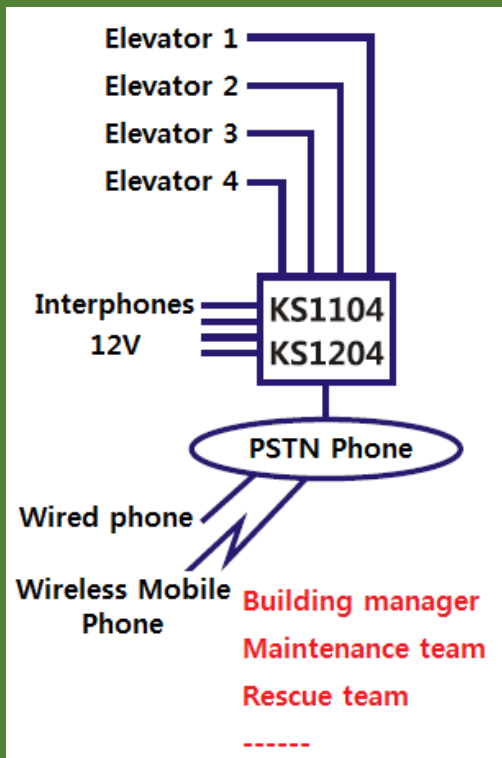 Elevator 1
Elevator 2
Elevator 3
Elevator 4
Interphones
12V
KS1104
KS1204
PSTN Phone
Wired phone
Wireless Mobile
Phone
Building manager
Maintenance team
Rescue team
------